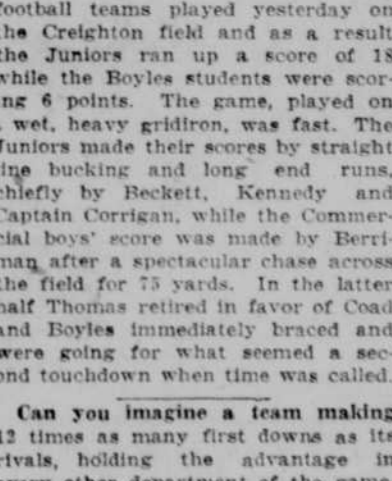 football teams played yesterday on
the Creighton field and as a result
the Juniors ran up a score of 18
while the Boyles students were scor-
ing 6 points. The game, played on
a wet, heavy gridiron, was fast. The
Juniors made their scores by straight
line bucking and long end runs,
chiefly by Beckett, Kennedy and
Captain Corrigan, while the Commer-
cial boys' score was made by Berri-
man after a spectacular chase across
the field for 75 yards. In the latter
half Thomas retired in favor of Coad
and Boyles immediately braced and
were going for what seemed a sec-
ond touchdown when time was called.
Can you imagine a team making
12 times as many first downs as its
rivals, holding the advantage in
every other department of the game